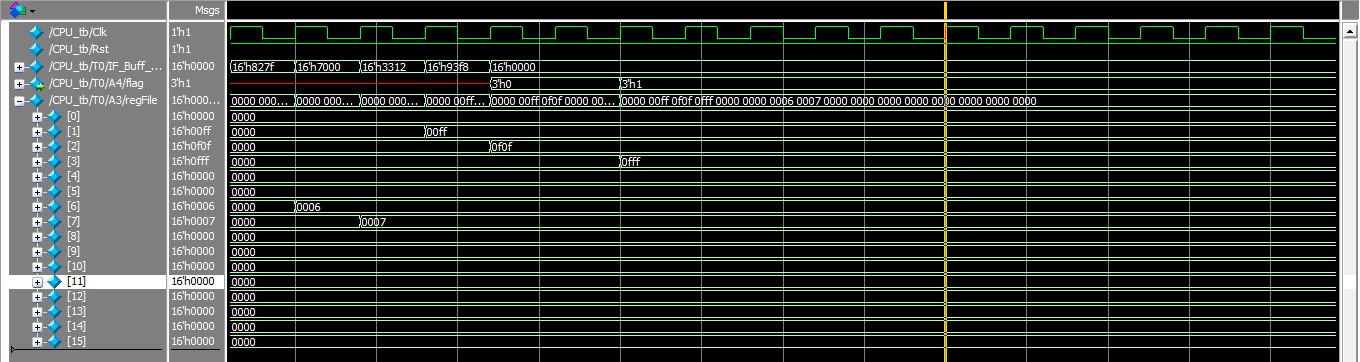 Msgs
/CPU_tb/Clk 1'h1
/CPU_tb/Rst 1'h1
/CPU_tb/T0/IF_Buff_... 16'h0000 16'h827f 16'h7000 16'h3312 16'h93f8 16'h0000
/CPU_tb/T0/A4/flag 3'h1 3'h0 3'h1
/CPU_tb/T0/A3/regFile 16'h000... 0000 000... 0000 000... 0000 000... 0000 00ff... 0000 00ff 0f0f 0000 00... 0000 00ff 0f0f 0fff 0000 0000 0006 0007 0000 0000 0000 0000 0000 0000 0000 0000
[0] 16'h0000 0000
[1] 16'h00ff 0000 00ff
[2] 16'h0f0f 0000 0f0f
[3] 16'h0fff 0000 0fff
[4] 16'h0000 0000
[5] 16'h0000 0000
[6] 16'h0006 0000 0006
[7] 16'h0007 0000 0007
[8] 16'h0000 0000
[9] 16'h0000 0000
[10] 16'h0000 0000
[11] 16'h0000 0000
[12] 16'h0000 0000
[13] 16'h0000 0000
[14] 16'h0000 0000
[15] 16'h0000 0000